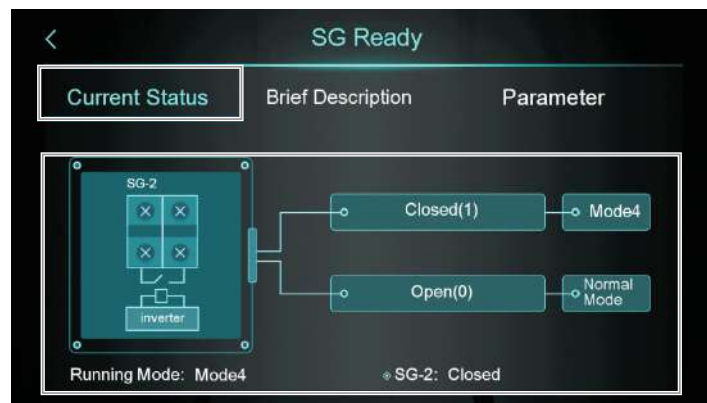 SG Ready
Current Status
Brief Description
Parameter
SG-2
Closed(1)
Mode4
Open(0)
Normal
Mode
inverter
Running Mode: Mode4
SG-2: Closed